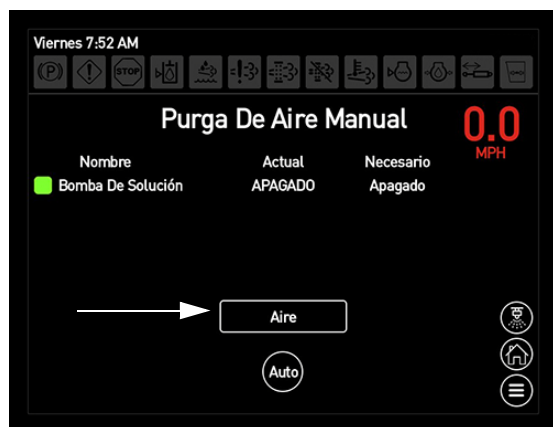 Viernes 7:52 AM
(P) STOP
Purga De Aire Manual 0.0
MPH
Nombre Actual Necesario
Bomba De Solución APAGADO Apagado
Aire
Auto